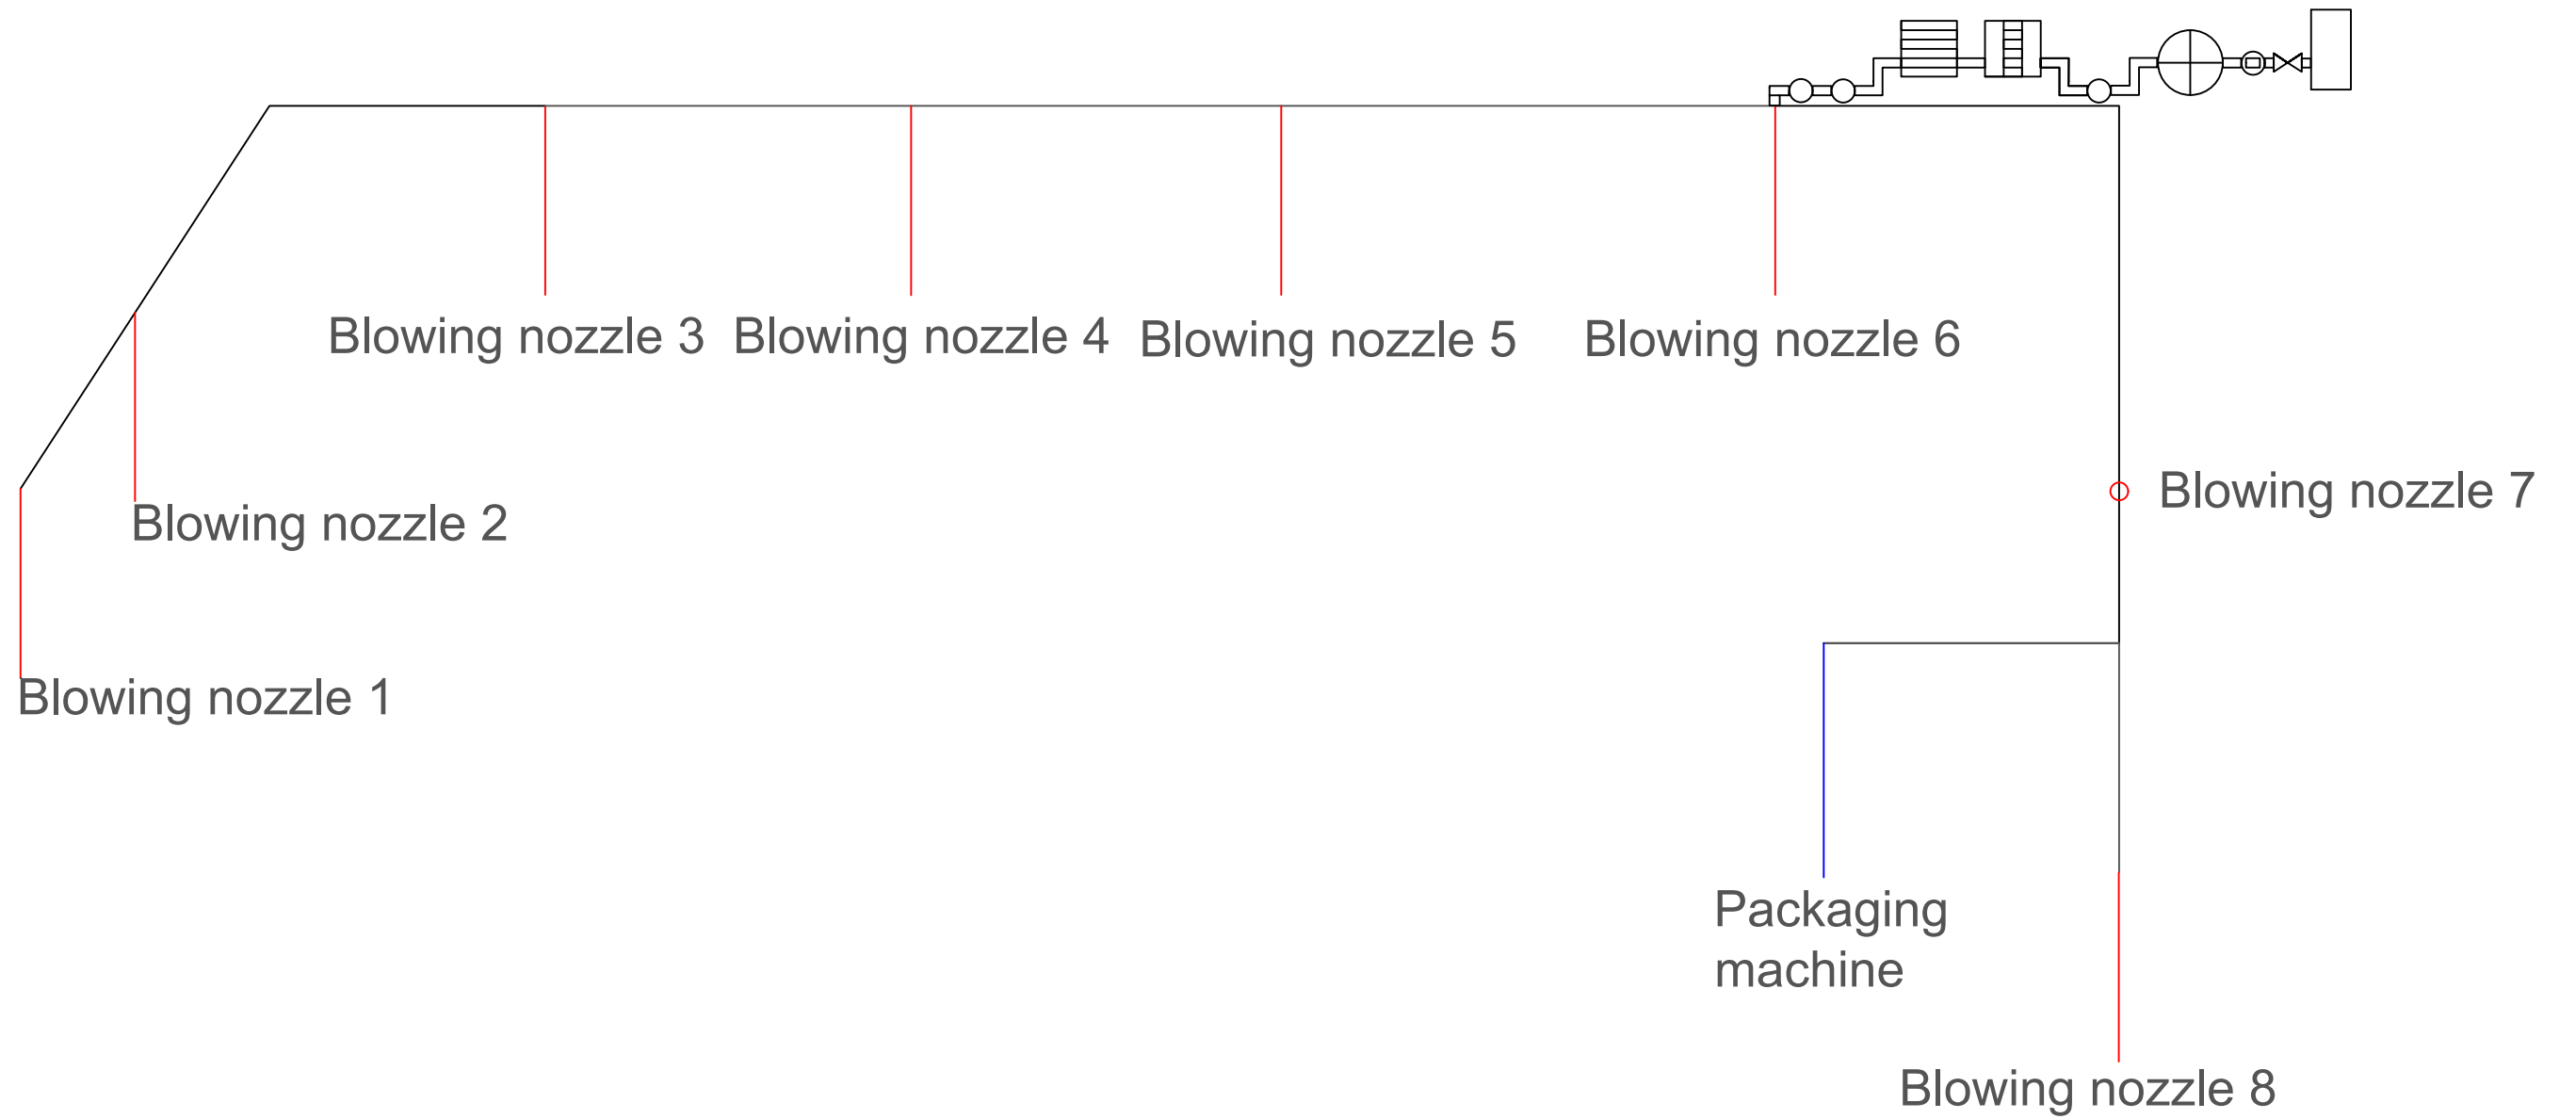 Blowing nozzle 3
Blowing nozzle 4
Blowing nozzle 5
Blowing nozzle 6
Blowing nozzle 7
Blowing nozzle 2
Blowing nozzle 1
Packaging
machine
Blowing nozzle 8